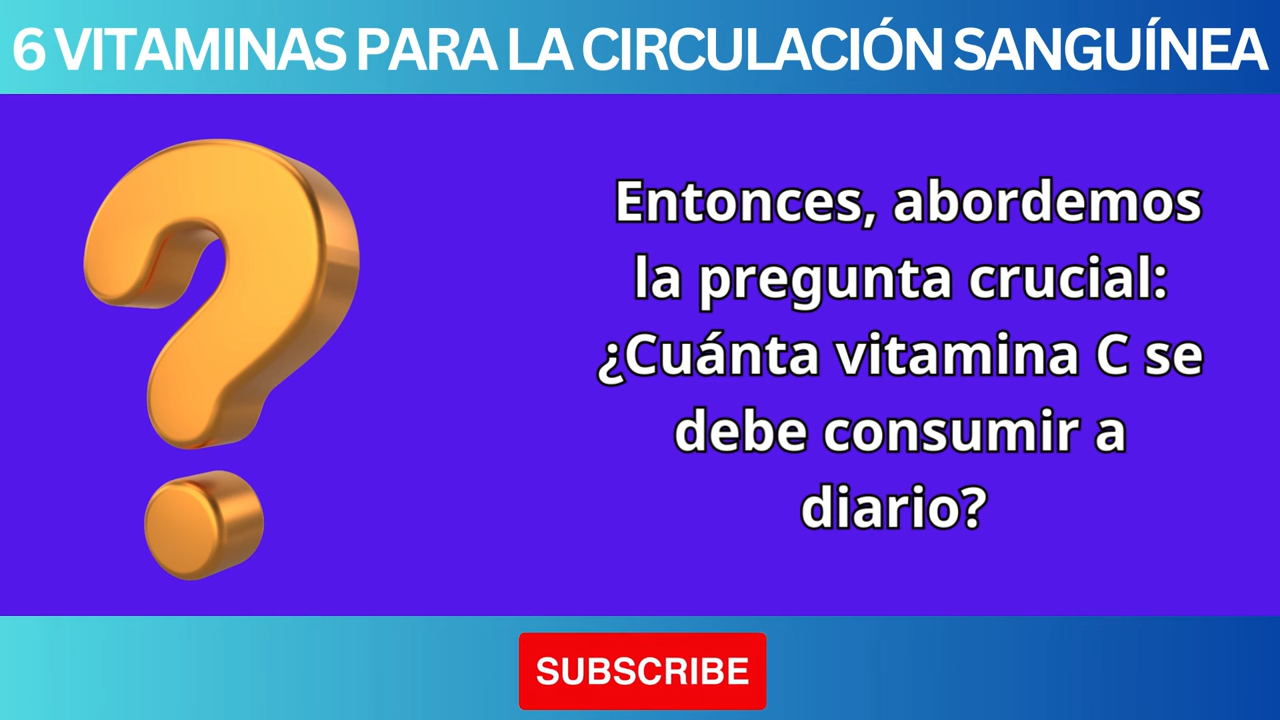 6 VITAMINAS PARA LA CIRCULACIÓN SANGUÍNEA
Entonces, abordemos
la pregunta crucial:
¿Cuánta vitamina C se
debe consumir a
diario?
SUBSCRIBE